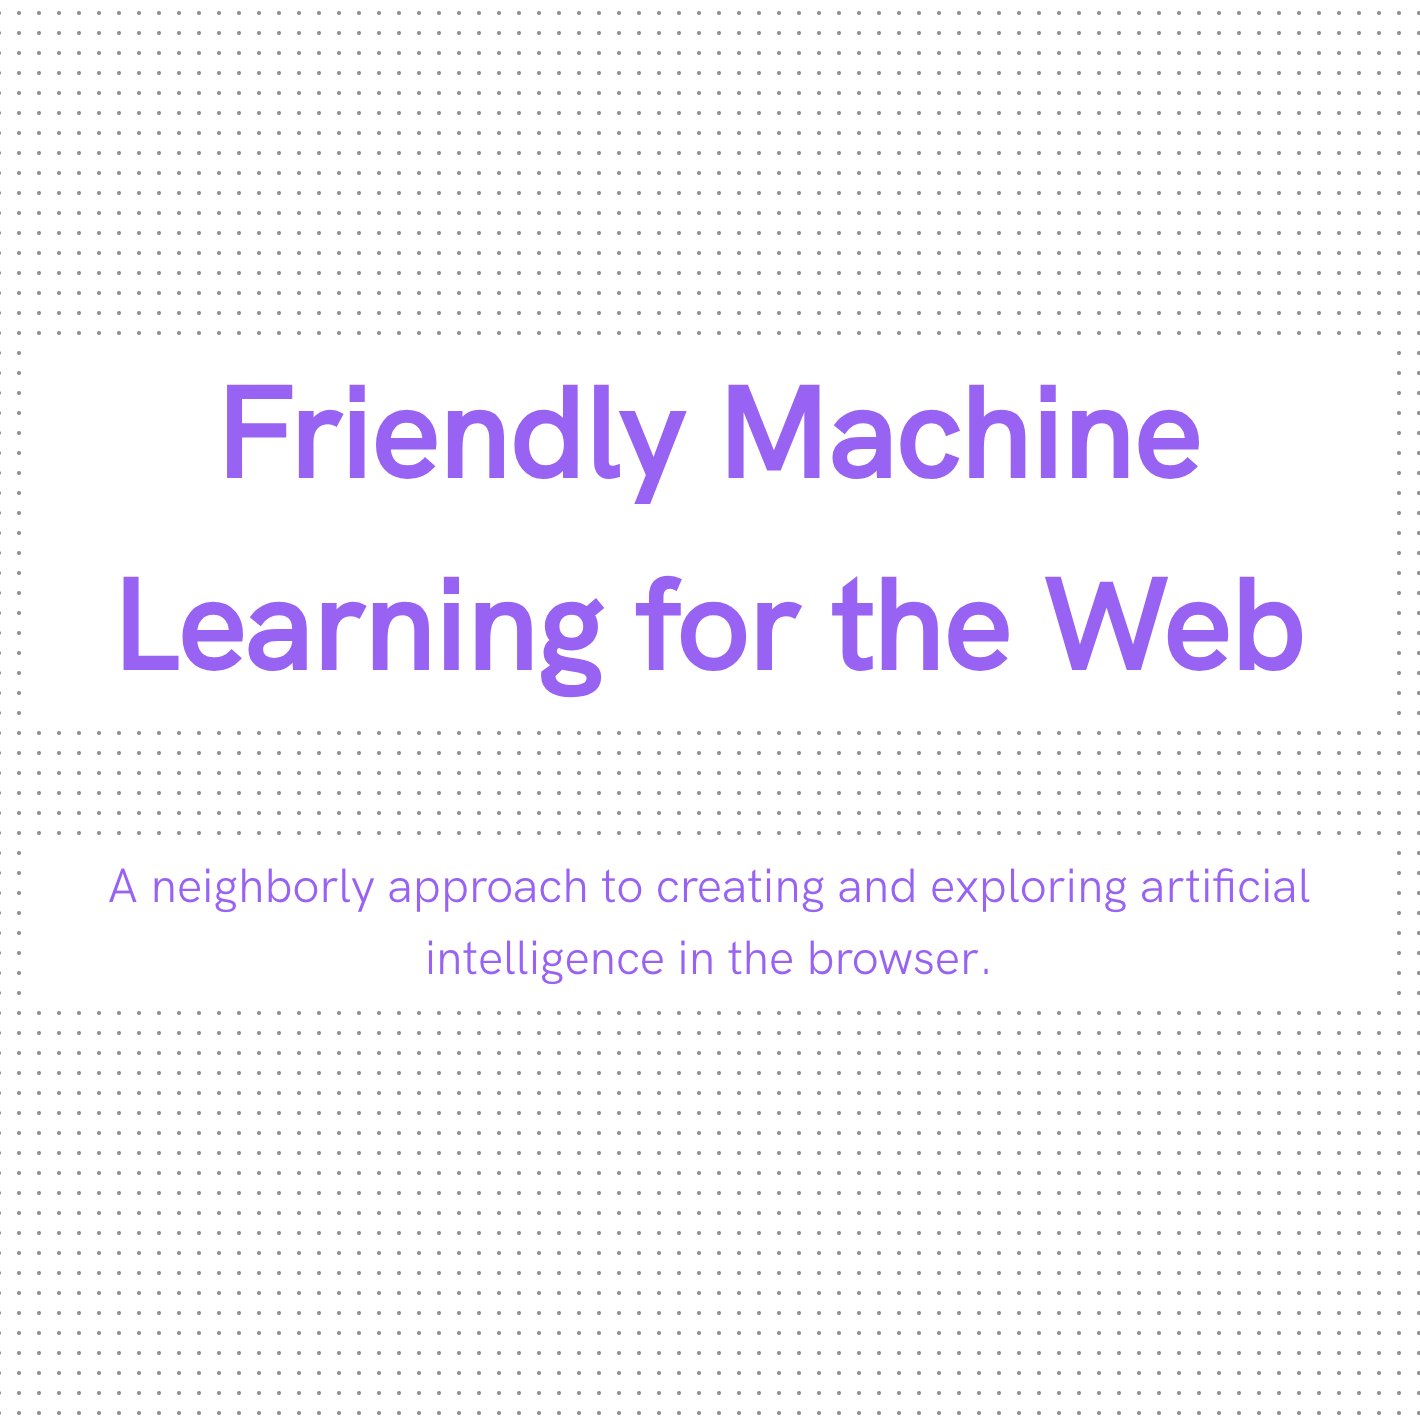 Friendly Machine
Learning for the Web
A neighborly approach to creating and exploring artificial
intelligence in the browser.